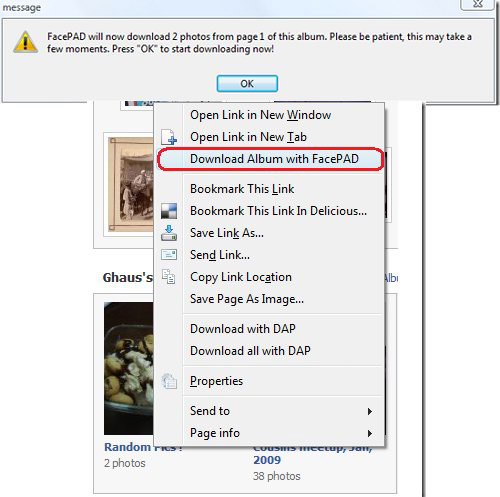 message
FacePAD will now download 2 photos from page 1 of this album. Please be patient, this may take a
few moments. Press "OK" to start downloading now!
OK
Open Link in New Window
Open Link in New Tab
Download Album with FacePAD
Bookmark This Link
Bookmark This Link In Delicious...
Save Link As...
Send Link...
Copy Link Location
Save Page As Image...
Download with DAP
Download all with DAP
Properties
Send to
Page info
Ghaus's
Random Pics !
2 photos
Cousins meetup, Jan,
2009
38 photos